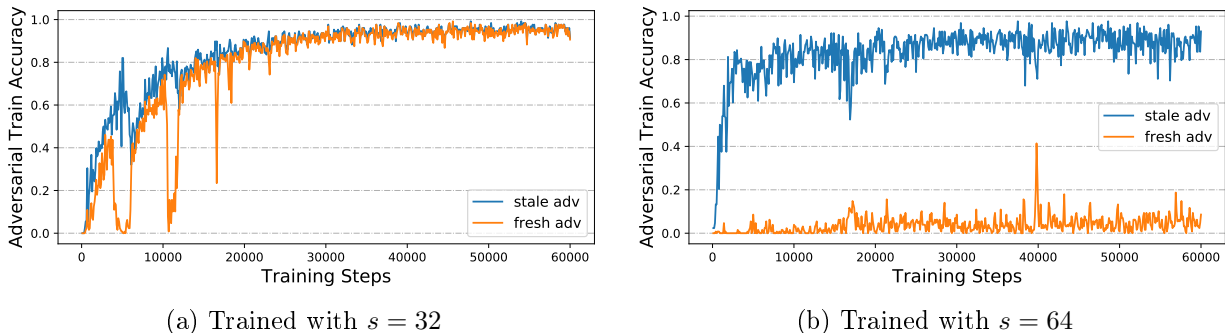 Adversarial Train Accuracy
1.0
0.8
0.6
0.4
0.2
0.0
stale adv
fresh adv
0 10000 20000 30000 40000 50000 60000
Training Steps
(a) Trained with s = 32
Adversarial Train Accuracy
1.0
0.8
0.6
0.4
0.2
0.0
stale adv
fresh adv
0 10000 20000 30000 40000 50000 60000
Training Steps
(b) Trained with s = 64